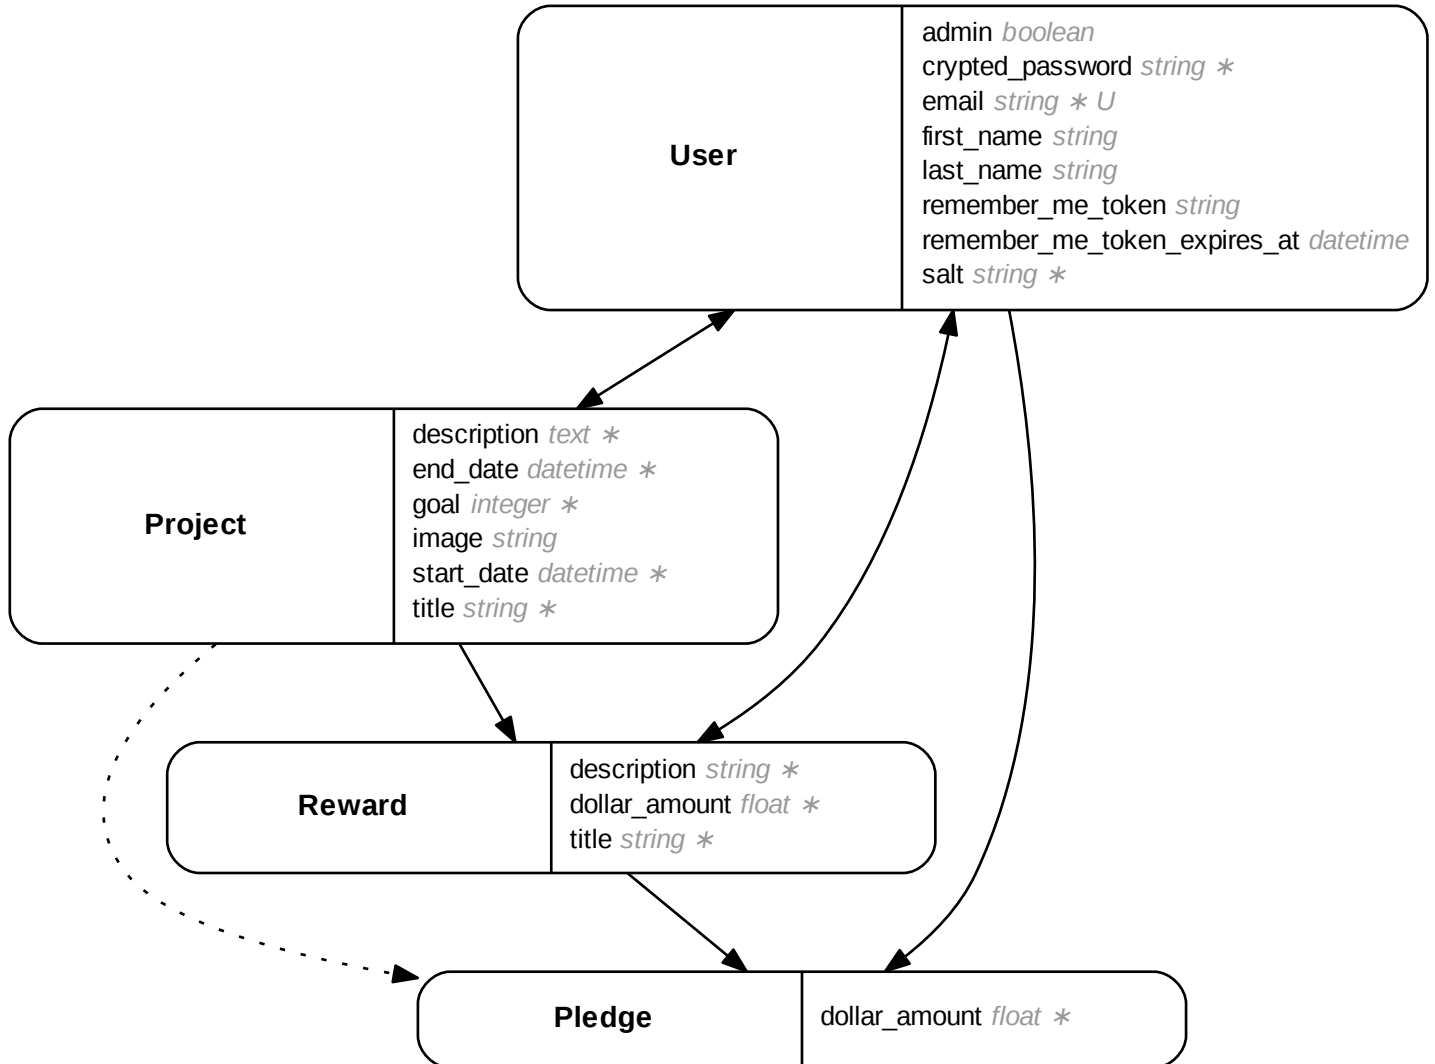 User
admin boolean
crypted_password string ∗
email string ∗ U
first_name string
last_name string
remember_me_token string
remember_me_token_expires_at datetime
salt string ∗
Project
description text ∗
end_date datetime ∗
goal integer ∗
image string
start_date datetime ∗
title string ∗
Reward
description string ∗
dollar_amount float ∗
title string ∗
Pledge
dollar_amount float ∗